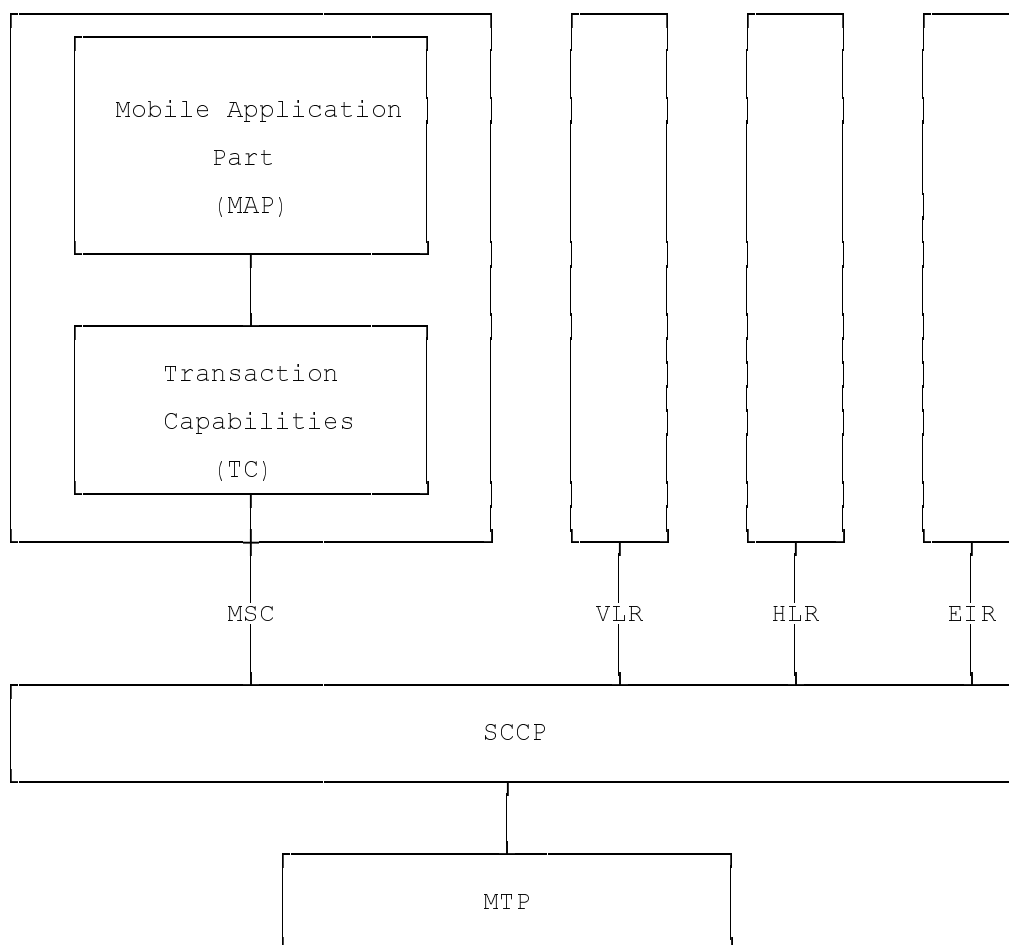 Mobile Application
Part
(MAP)
Transaction
Capabilities
(TC)
MSC
VLR
HLR
EIR
SCCP
MTP